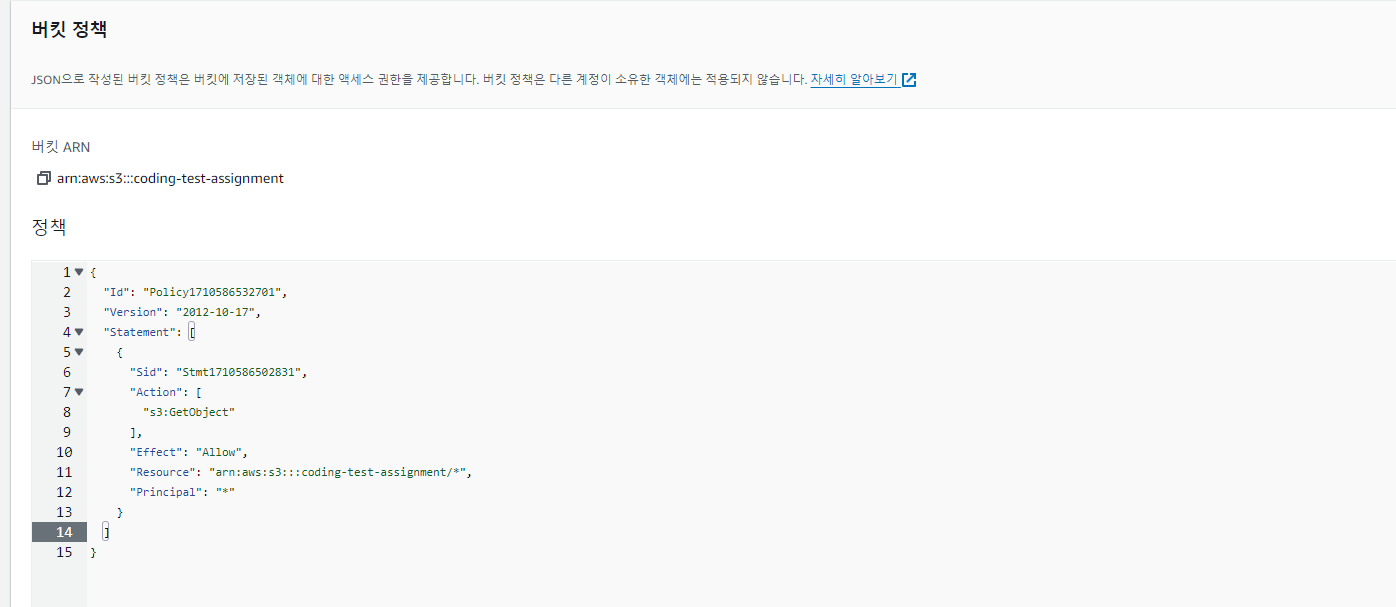 버킷 정책
JSON으로 작성된 버킷 정책은 버킷에 저장된 객체에 대한 액세스 권한을 제공합니다. 버킷 정책은 다른 계정이 소유한 객체에는 적용되지 않습니다. 자세히 알아보기
버킷 ARN
arn:aws:s3:::coding-test-assignment
정책
1 {
2 "Id": "Policy1710586532701",
3 "Version": "2012-10-17",
4 "Statement": [
5 {
6 "Sid": "Stmt1710586502831",
7 "Action": [
8 "s3:GetObject"
9 ],
10 "Effect": "Allow",
11 "Resource": "arn:aws:s3:::coding-test-assignment/*",
12 "Principal": "*"
13 }
14 ]
15 }